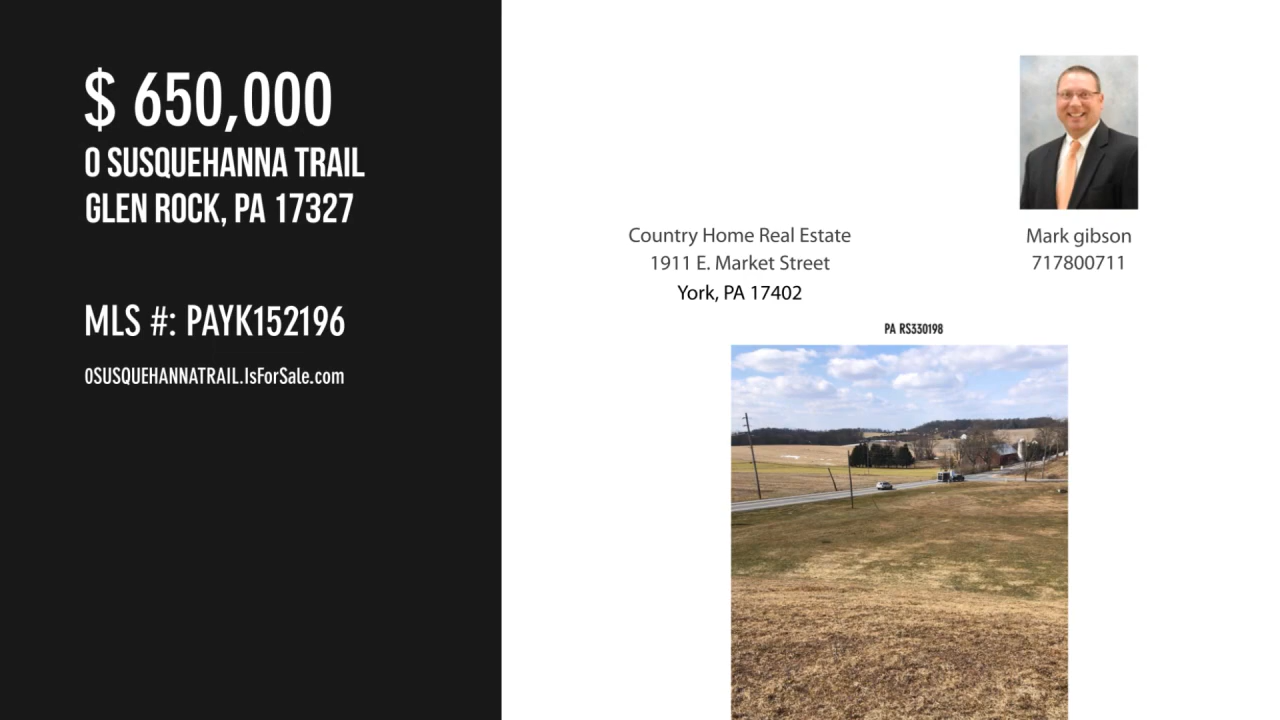 $ 650,000
0 SUSQUEHANNA TRAIL
GLEN ROCK, PA 17327
MLS #: PAYK152196
0SUSQUEHANNATRAIL.IsForSale.com
Country Home Real Estate
1911 E. Market Street
York, PA 17402
Mark gibson
717800711
PA RS330198